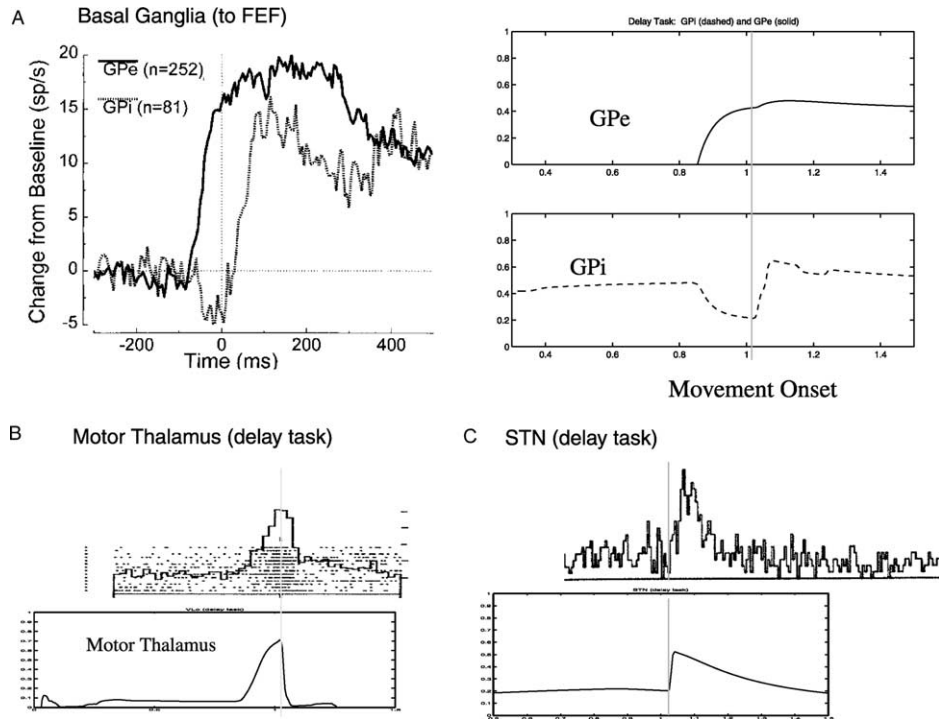 A
Basal Ganglia (to FEF)
20
GPe (n=252)
15
GPi (n=81)
10
5
0
-5
Change from Baseline (sp/s)
-200 0 200 400
Time (ms)
Delay Task: GPi (dashed) and GPe (solid)
1
0.8
0.6
GPe
0.4
0.2
0
0.4 0.6 0.8 1 1.2 1.4
1
0.8
GPi
0.6
0.4
0.2
0
0.4 0.6 0.8 1 1.2 1.4
Movement Onset
B
Motor Thalamus (delay task)
Motor Thalamus
C
STN (delay task)
STN (delay task)